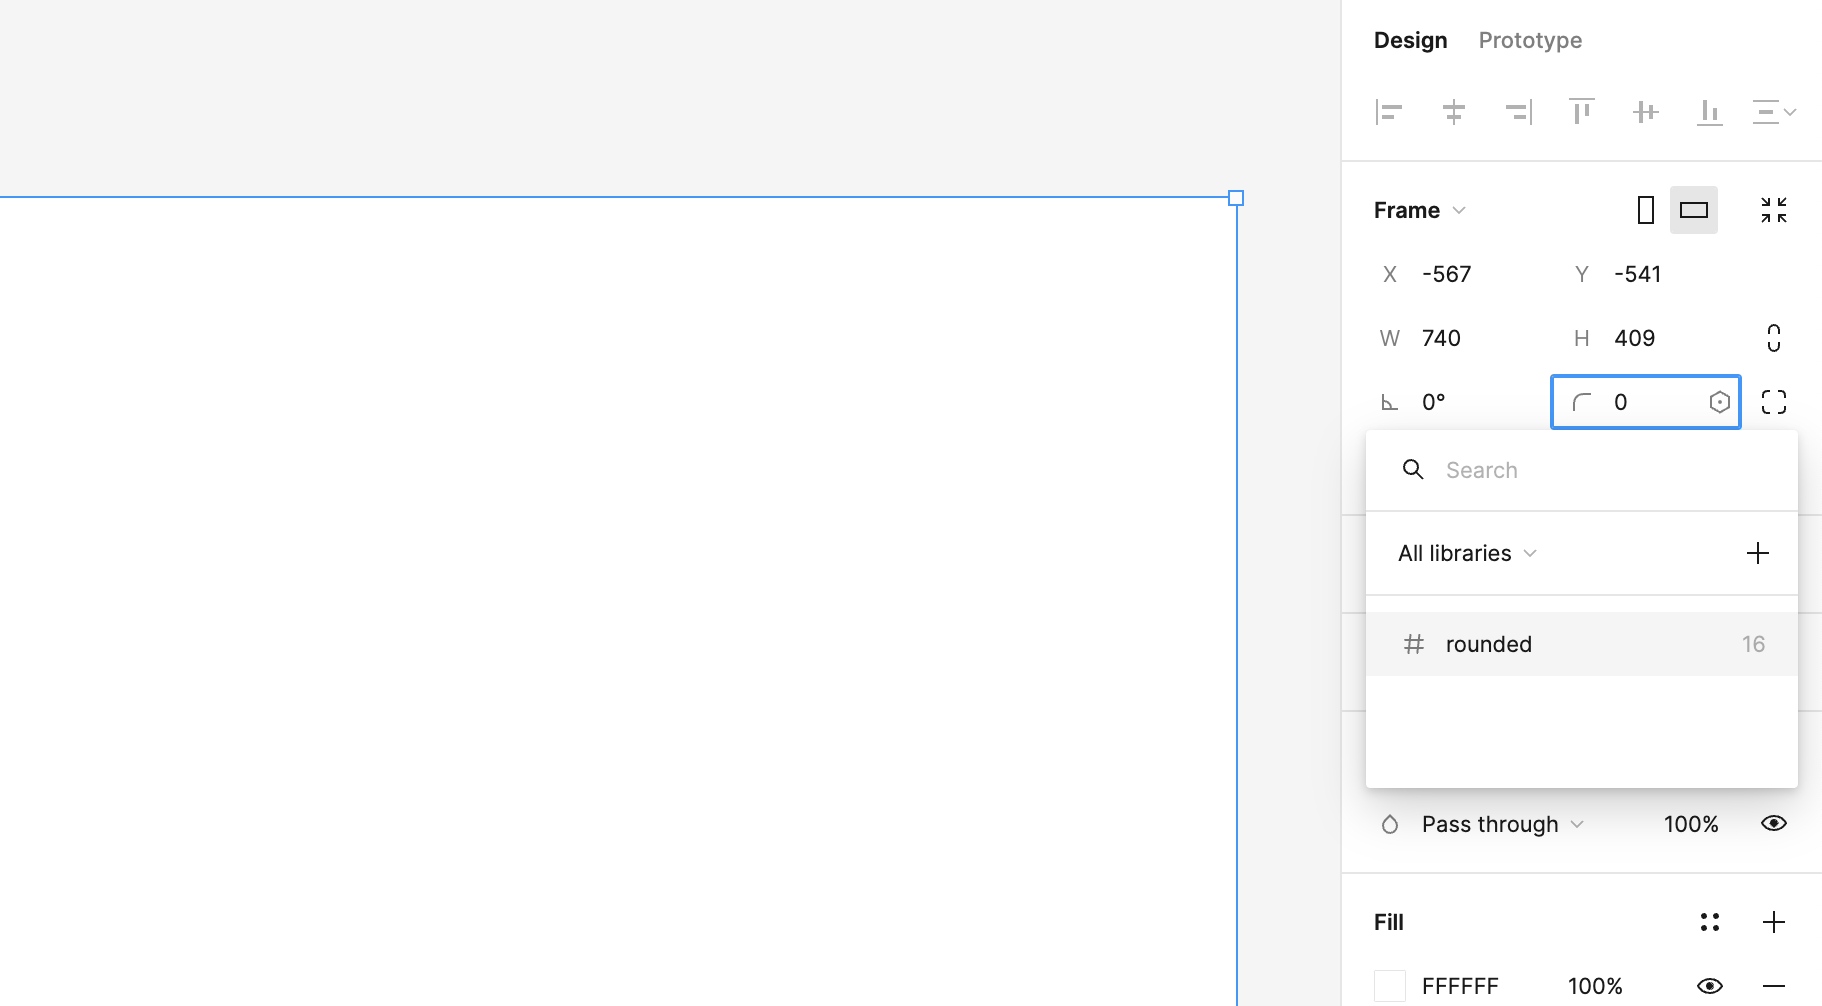 Design Prototype
Frame
X -567 Y -541
W 740 H 409
0° 0
Search
All libraries
rounded 16
Pass through 100%
Fill
FFFFFF 100%